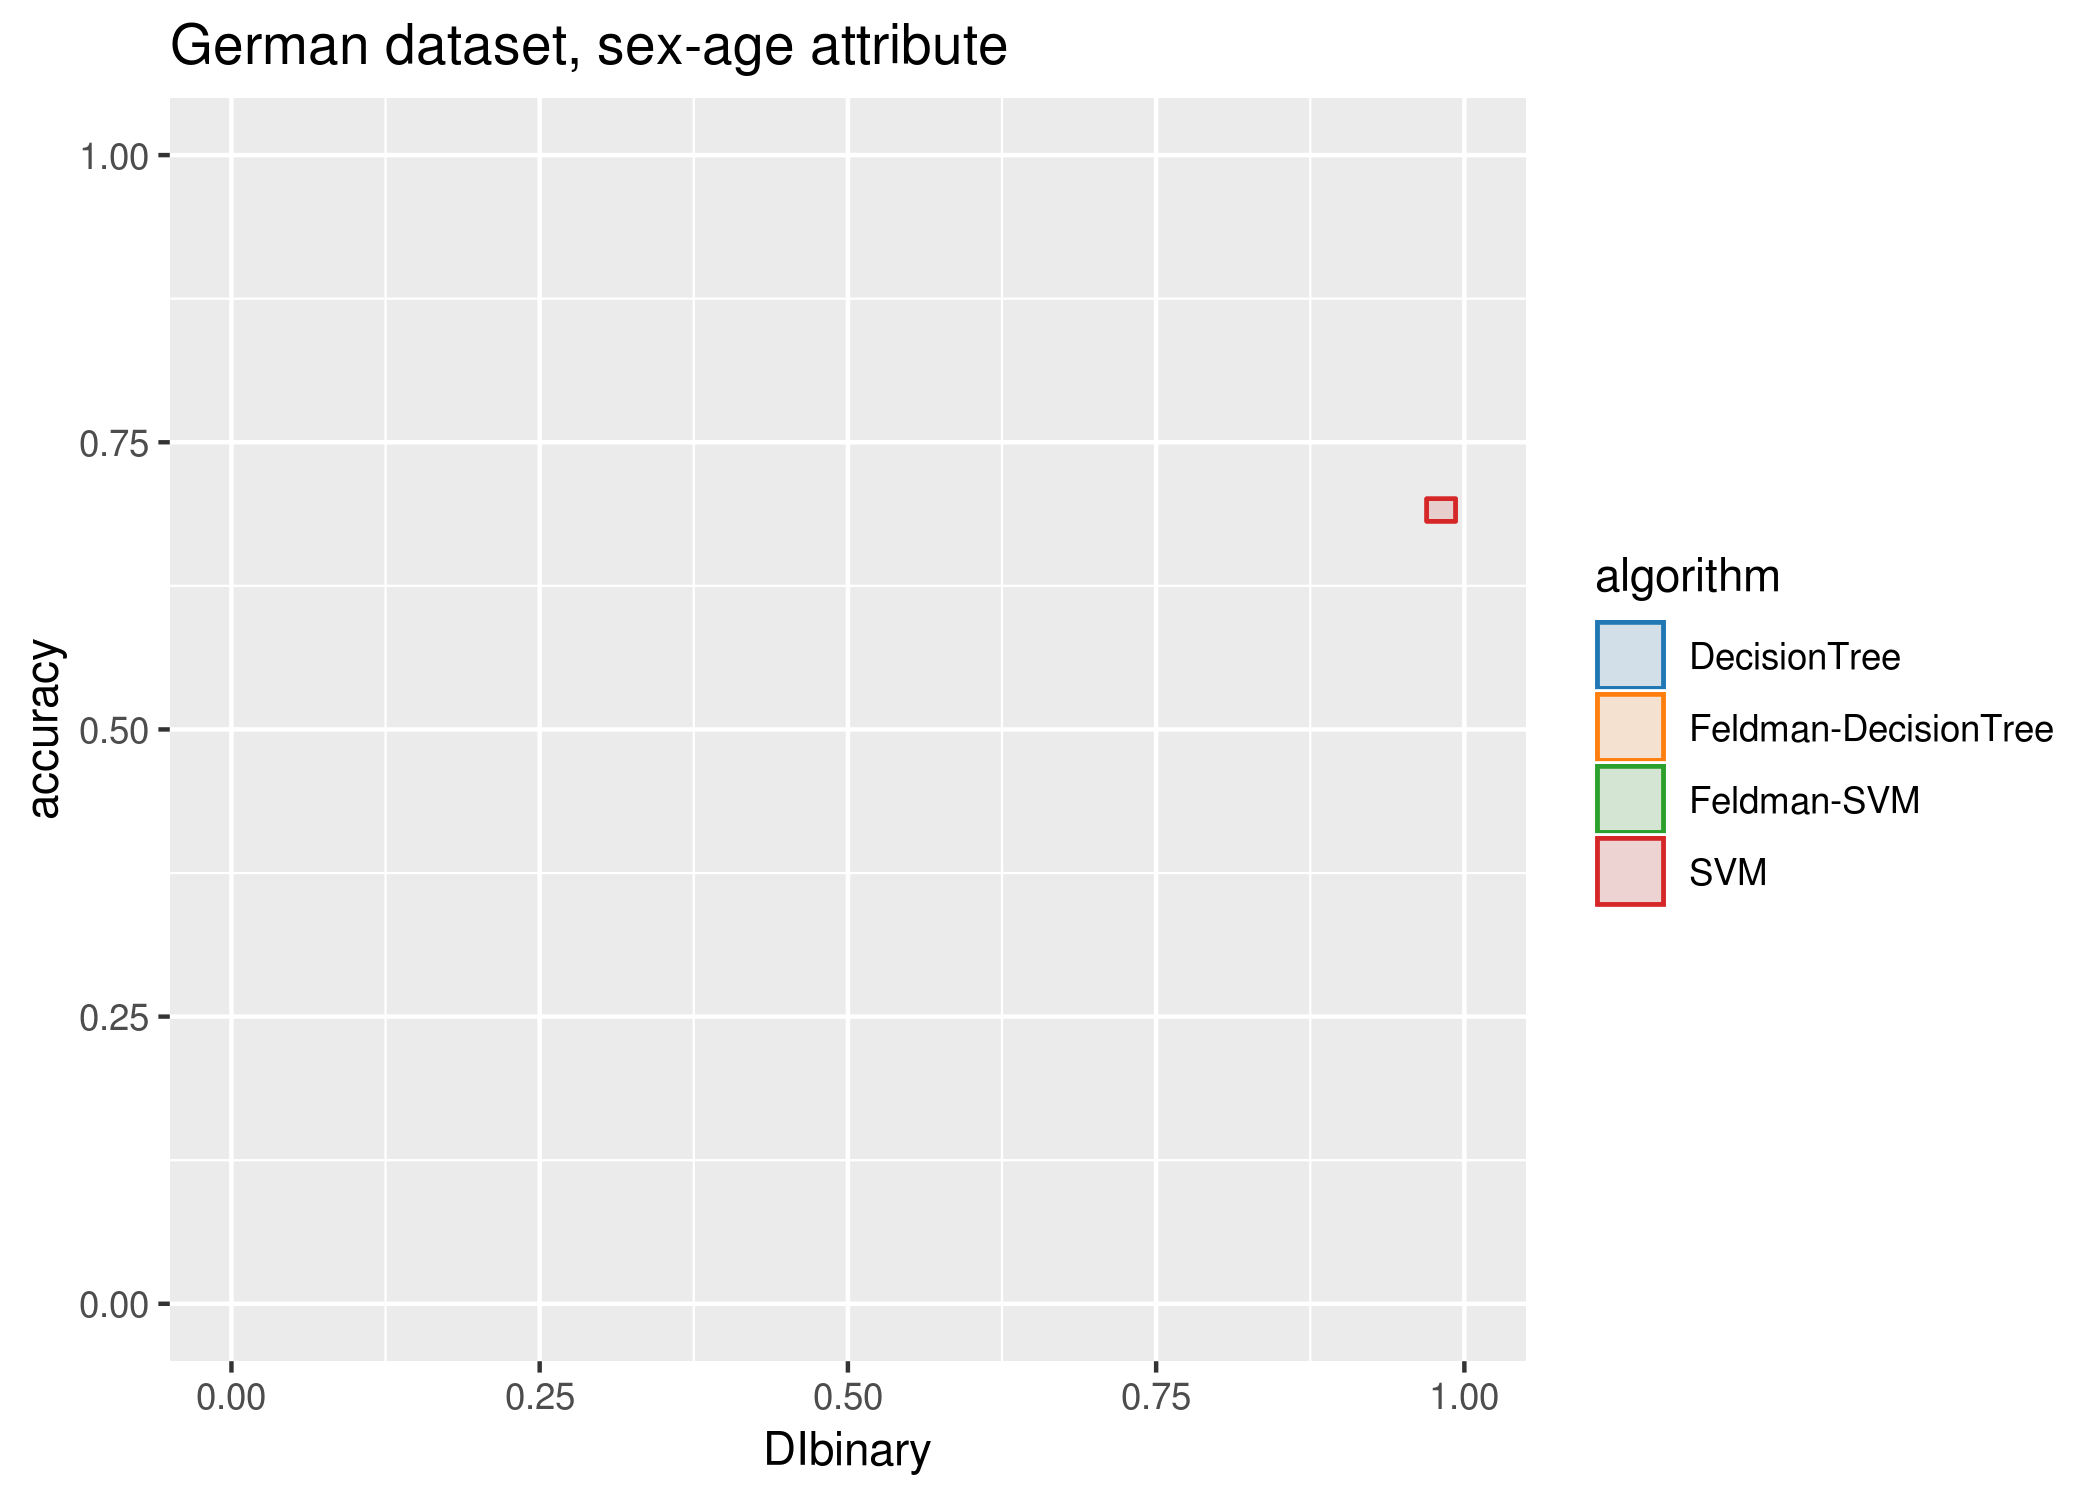 German dataset, sex-age attribute
1.00
0.75
0.50
0.25
0.00
accuracy
0.00
0.25
0.50
0.75
1.00
DIbinary
algorithm
DecisionTree
Feldman-DecisionTree
Feldman-SVM
SVM